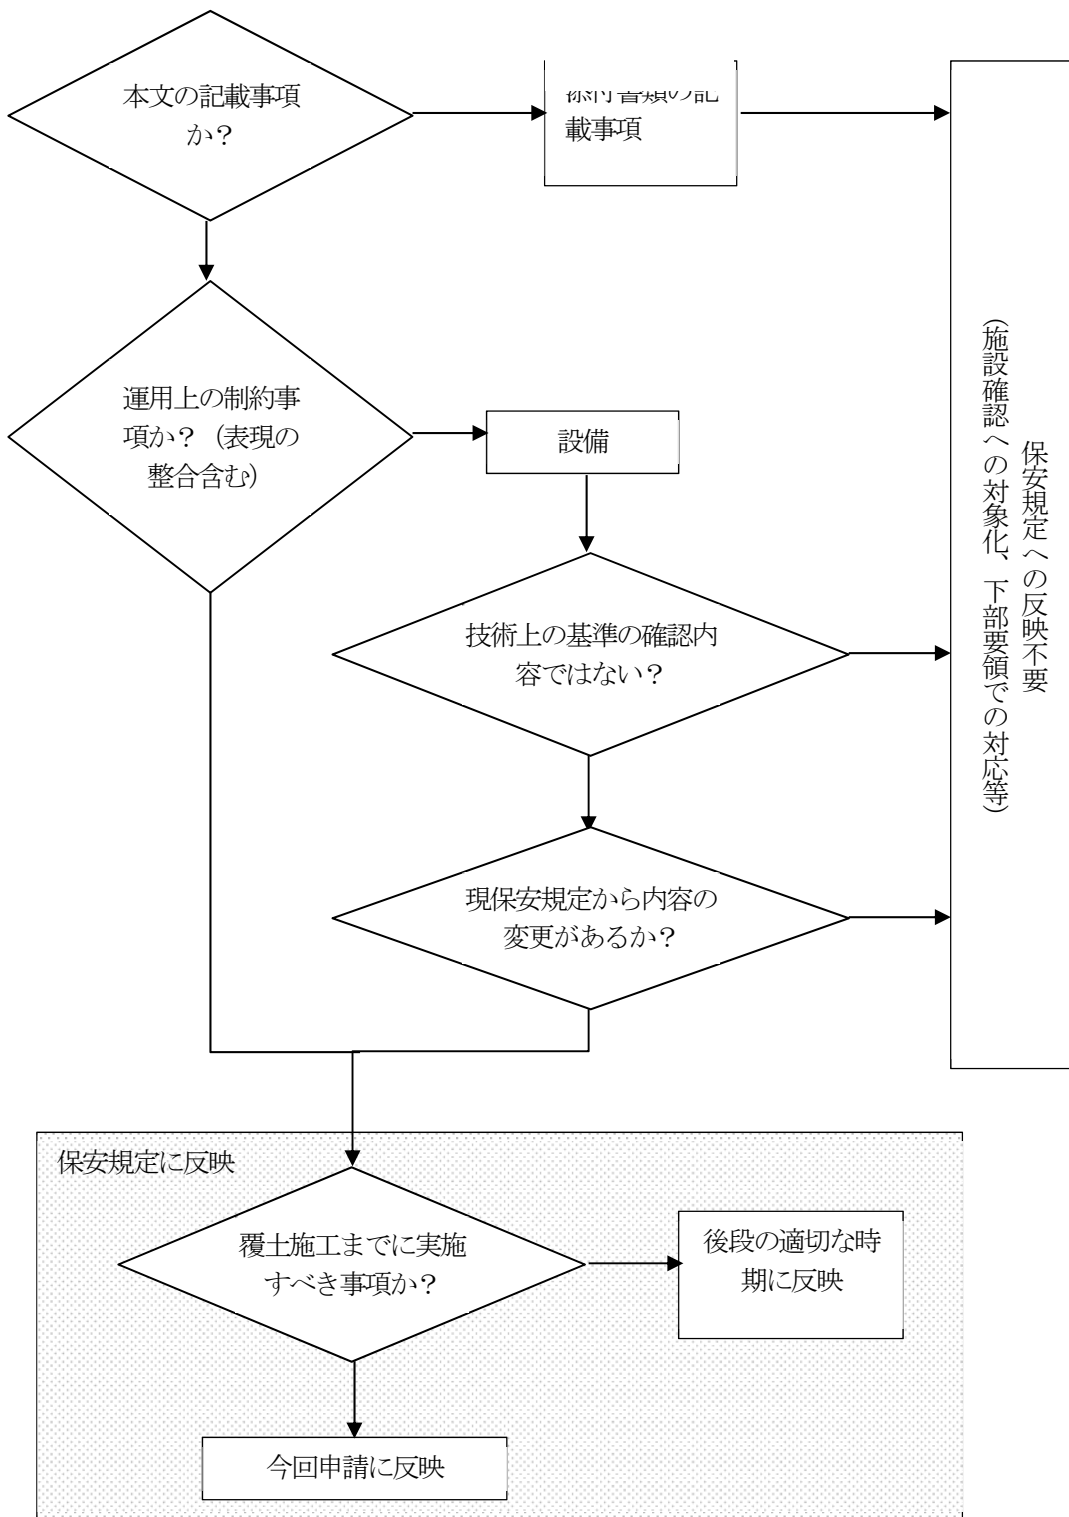 本文の記載事項
か？
添付書類の記
載事項
運用上の制約事
項か？（表現の
整合含む）
設備
技術上の基準の確認内
容ではない？
現保安規定から内容の
変更があるか？
保安規定への反映不要
（施設確認への対象化、下部要領での対応等）
保安規定に反映
覆土施工までに実施
すべき事項か？
後段の適切な時
期に反映
今回申請に反映